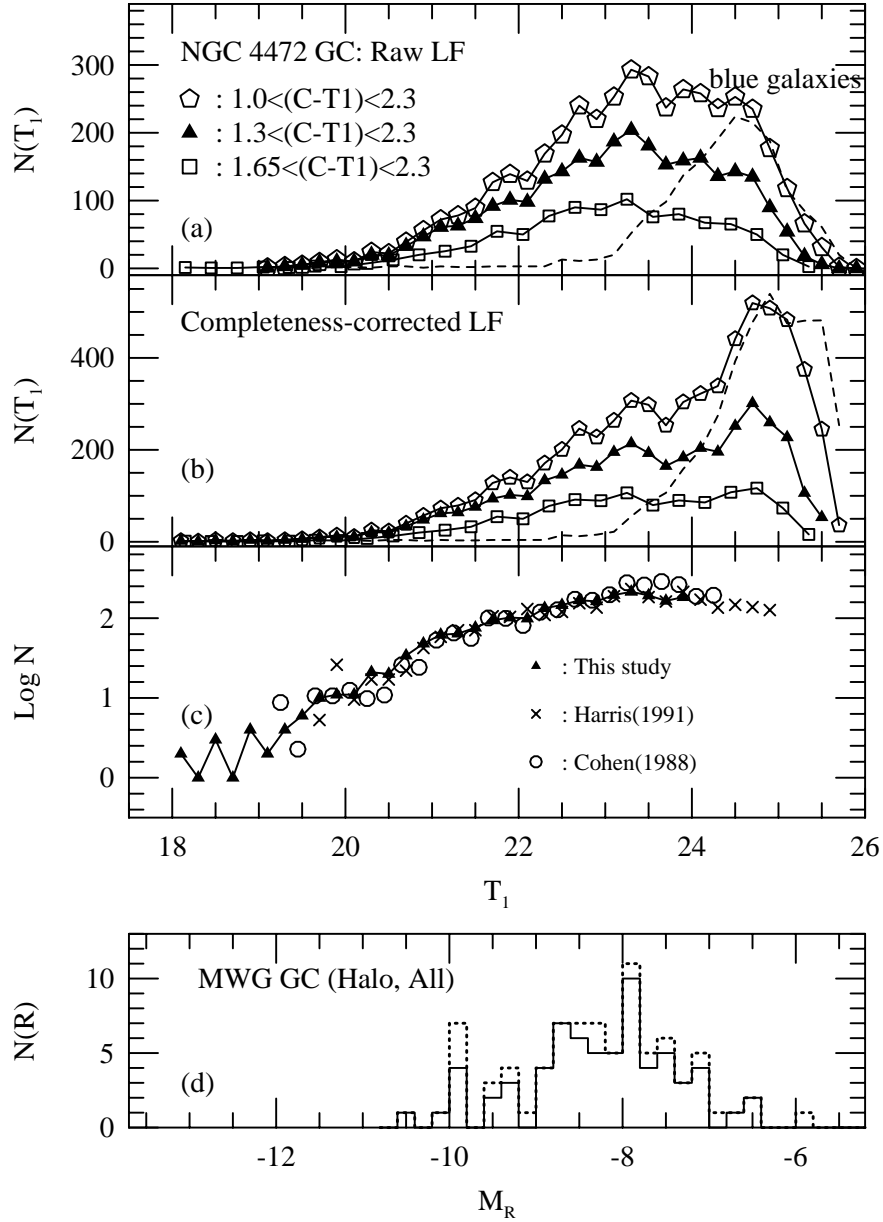 NGC 4472 GC: Raw LF
blue galaxies
: 1.0<(C-T1)<2.3
: 1.3<(C-T1)<2.3
: 1.65<(C-T1)<2.3
(a)
N(T1)
300
200
100
0
Completeness-corrected LF
(b)
N(T1)
400
200
0
(c)
Log N
2
1
0
: This study
: Harris(1991)
: Cohen(1988)
18 20 22 24 26
T1
MWG GC (Halo, All)
(d)
N(R)
10
5
0
-12 -10 -8 -6
MR